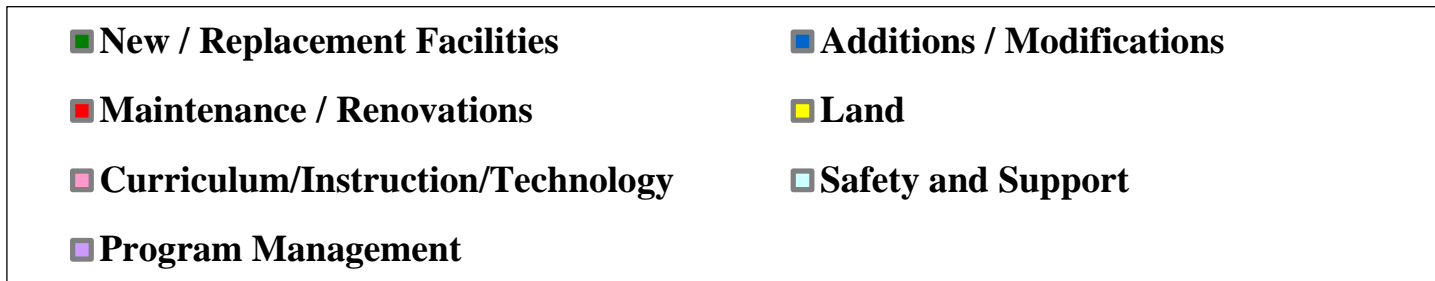 New / Replacement Facilities
Additions / Modifications
Maintenance / Renovations
Land
Curriculum/Instruction/Technology
Safety and Support
Program Management